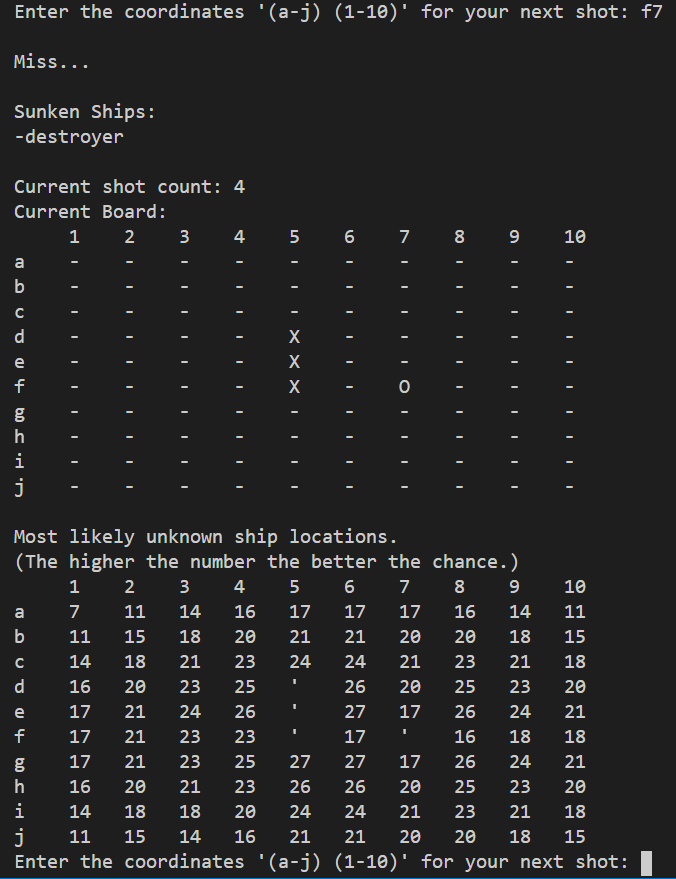 Enter the coordinates '(a-j) (1-10)' for your next shot: f7
Miss...
Sunken Ships:
-destroyer
Current shot count: 4
Current Board:
1 2 3 4 5 6 7 8 9 10
a - - - - - - - - - -
b - - - - - - - - - -
c - - - - - - - - - -
d - - - - X - - - - -
e - - - - X - - - - -
f - - - - X - O - - -
g - - - - - - - - - -
h - - - - - - - - - -
i - - - - - - - - - -
j - - - - - - - - - -
Most likely unknown ship locations.
(The higher the number the better the chance.)
1 2 3 4 5 6 7 8 9 10
a 7 11 14 16 17 17 17 16 14 11
b 11 15 18 20 21 21 20 20 18 15
c 14 18 21 23 24 24 21 23 21 18
d 16 20 23 25 ' 26 20 25 23 20
e 17 21 24 26 ' 27 17 26 24 21
f 17 21 23 23 ' 17 ' 16 18 18
g 17 21 23 25 27 27 17 26 24 21
h 16 20 21 23 26 26 20 25 23 20
i 14 18 18 20 24 24 21 23 21 18
j 11 15 14 16 21 21 20 20 18 15
Enter the coordinates '(a-j) (1-10)' for your next shot: